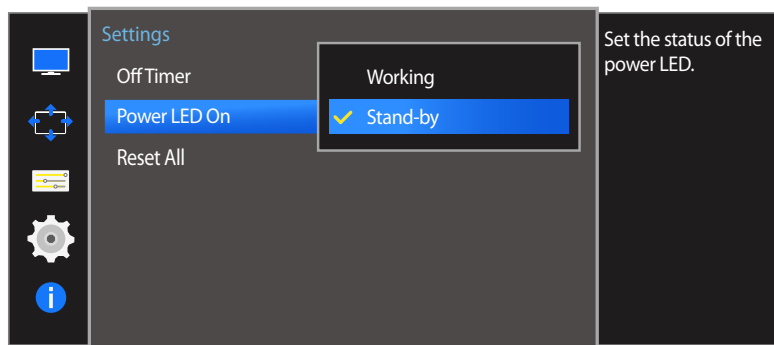 Settings
Off Timer
Power LED On
Reset All
Working
Stand-by
Set the status of the
power LED.